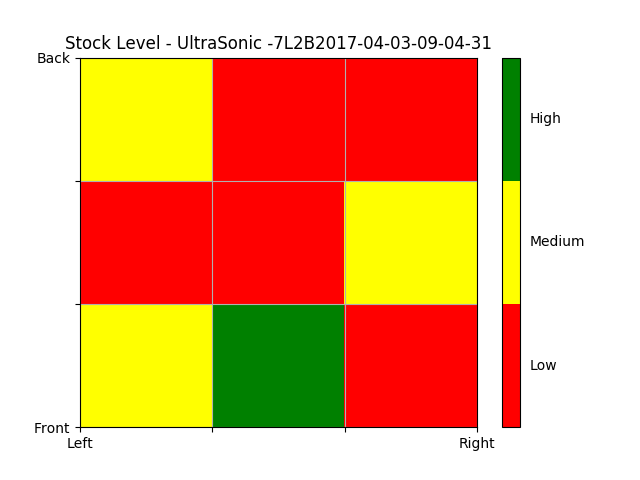 Stock Level - UltraSonic -7L2B2017-04-03-09-04-31
Back
High
Medium
Low
Front
Left
Right